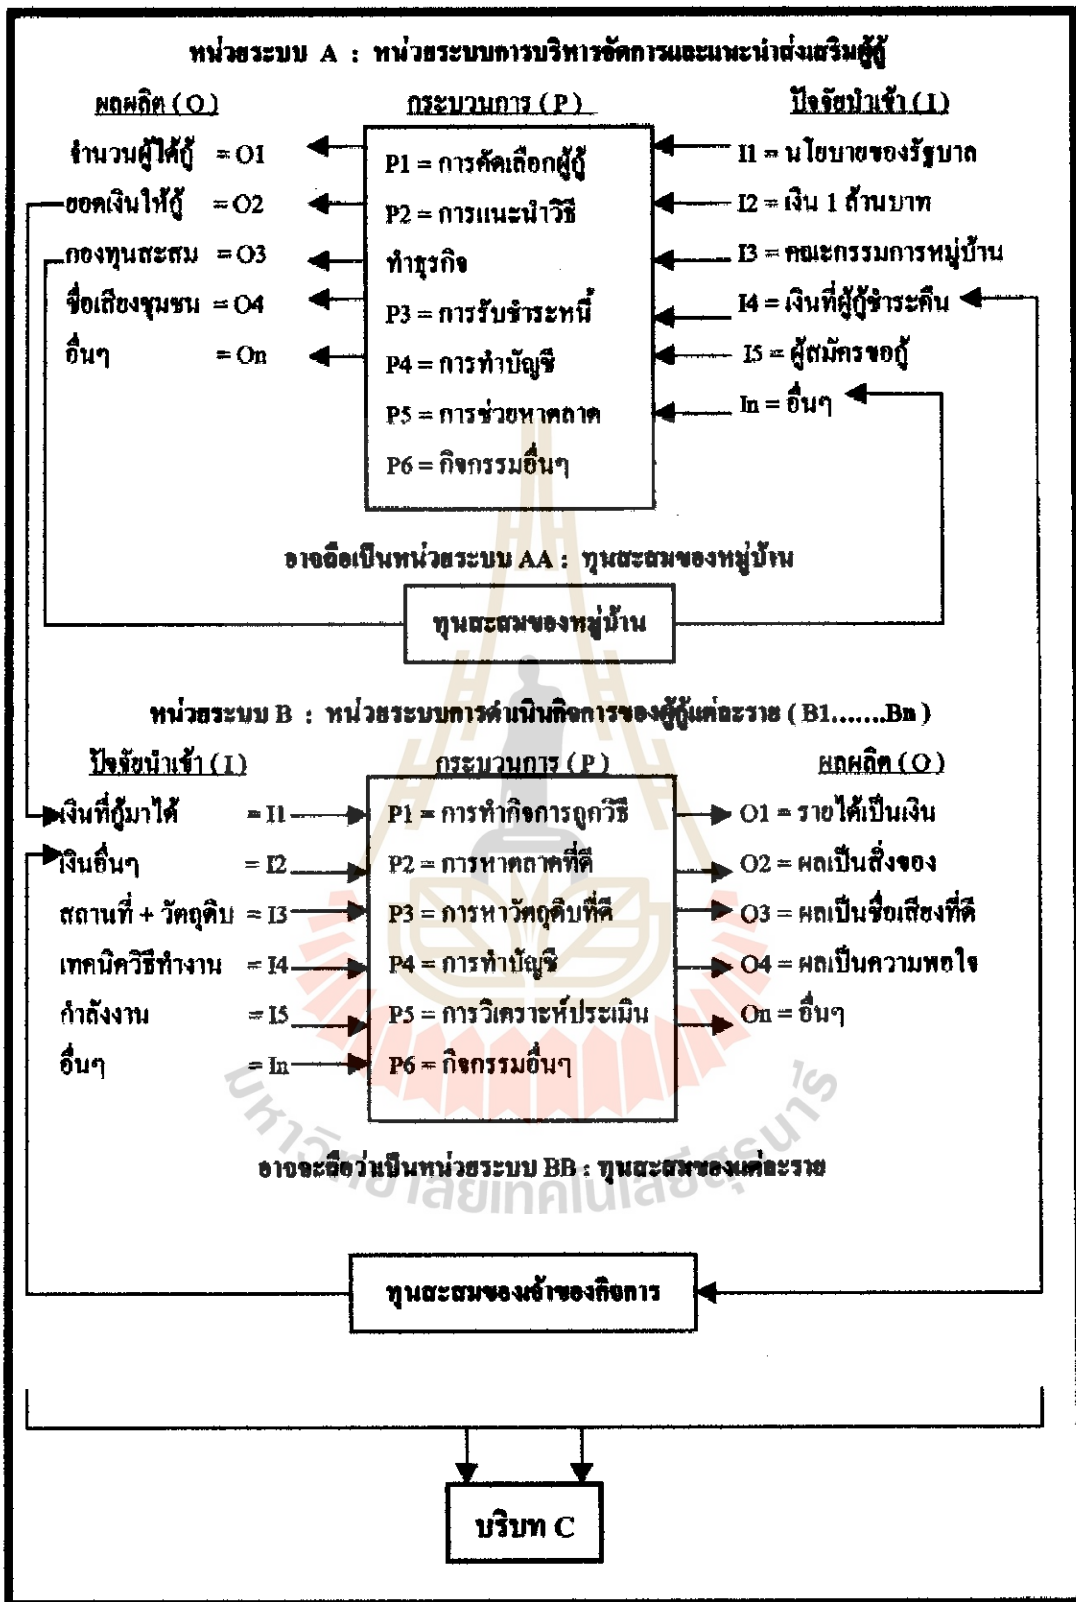 หน่วยระบบ A : หน่วยระบบการบริหารจัดการและแนะนำส่งเสริมผู้กู้
ผลผลิต ( O )
กระบวนการ ( P )
ปัจจัยนำเข้า ( I )
จำนวนผู้ได้กู้ = O1
ยอดเงินให้กู้ = O2
กองทุนสะสม = O3
ชื่อเสียงชุมชน = O4
อื่นๆ = On
P1 = การคัดเลือกผู้กู้
P2 = การแนะนำวิธี
ทำธุรกิจ
P3 = การรับชำระหนี้
P4 = การทำบัญชี
P5 = การช่วยหาตลาด
P6 = กิจกรรมอื่นๆ
I1 = นโยบายของรัฐบาล
I2 = เงิน 1 ล้านบาท
I3 = คณะกรรมการหมู่บ้าน
I4 = เงินที่ผู้กู้ชำระคืน
I5 = ผู้สมัครขอกู้
In = อื่นๆ
อาจถือเป็นหน่วยระบบ AA : ทุนสะสมของหมู่บ้าน
ทุนสะสมของหมู่บ้าน
หน่วยระบบ B : หน่วยระบบการดำเนินกิจการของผู้กู้แต่ละราย ( B1.......Bn )
ปัจจัยนำเข้า ( I )
กระบวนการ ( P )
ผลผลิต ( O )
เงินที่กู้มาได้ = I1
เงินอื่นๆ = I2
สถานที่ + วัตถุดิบ = I3
เทคนิควิธีทำงาน = I4
กำลังงาน = I5
อื่นๆ = In
P1 = การทำกิจการถูกวิธี
P2 = การหาตลาดที่ดี
P3 = การหาวัตถุดิบที่ดี
P4 = การทำบัญชี
P5 = การวิเคราะห์ประเมิน
P6 = กิจกรรมอื่นๆ
O1 = รายได้เป็นเงิน
O2 = ผลเป็นสิ่งของ
O3 = ผลเป็นชื่อเสียงที่ดี
O4 = ผลเป็นความพอใจ
On = อื่นๆ
มหาวิทยาลัยเทคโนโลยีสุรนารี
อาจจะถือว่าเป็นหน่วยระบบ BB : ทุนสะสมของแต่ละราย
ทุนสะสมของเจ้าของกิจการ
บริบท C